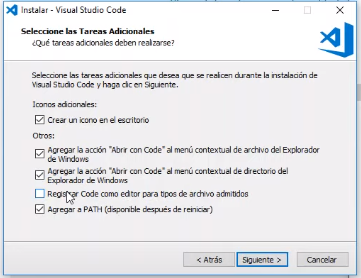 Instalar - Visual Studio Code
Seleccione las Tareas Adicionales
¿Qué tareas adicionales deben realizarse?
Seleccione las tareas adicionales que desea que se realicen durante la instalación de
Visual Studio Code y haga clic en Siguiente.
Iconos adicionales:
Crear un icono en el escritorio
Otros:
Agregar la acción "Abrir con Code" al menú contextual de archivo del Explorador
de Windows
Agregar la acción "Abrir con Code" al menú contextual de directorio del
Explorador de Windows
Registrar Code como editor para tipos de archivo admitidos
Agregar a PATH (disponible después de reiniciar)
< Atrás
Siguiente >
Cancelar